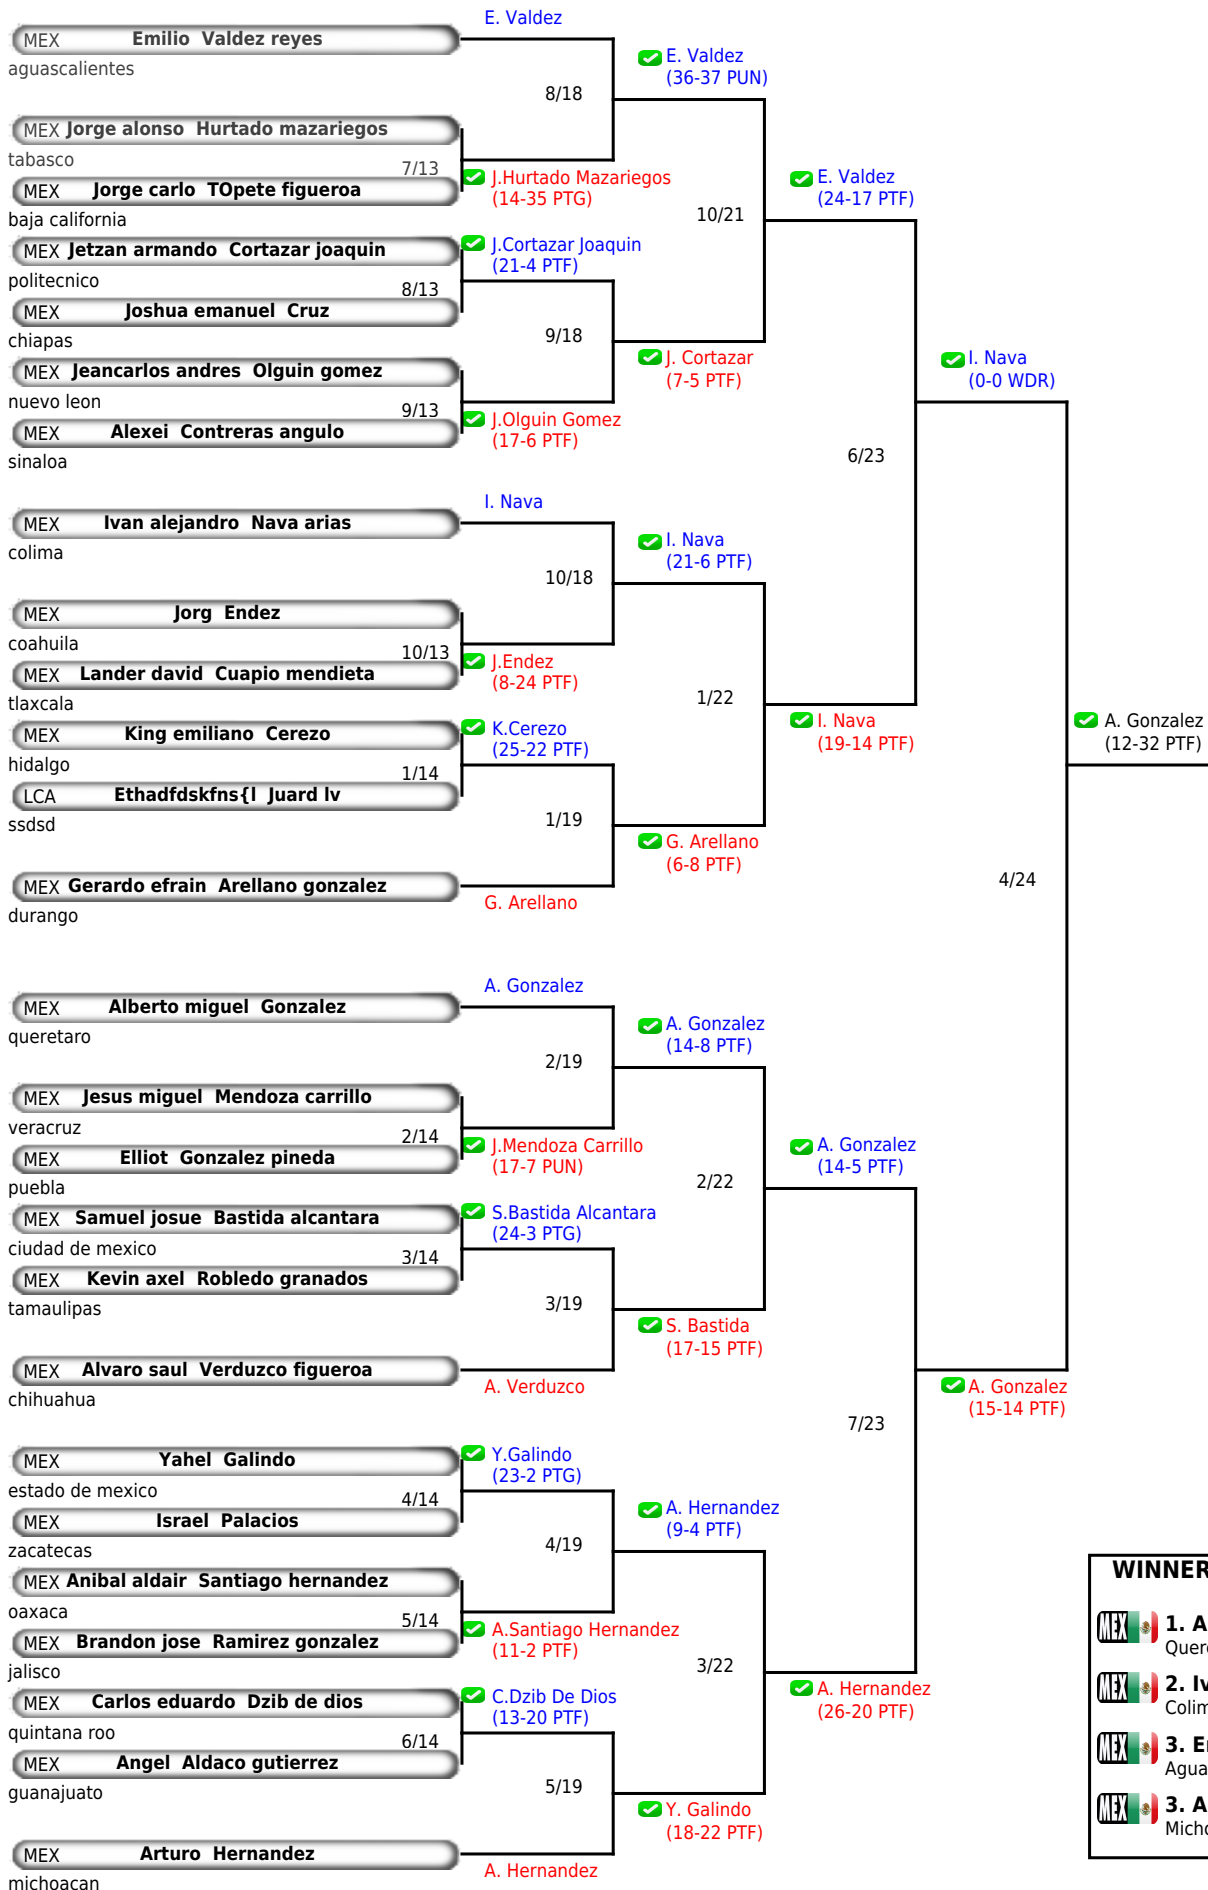 E. Valdez
MEX Emilio Valdez reyes
aguascalientes
E. Valdez
(36-37 PUN)
8/18
MEX Jorge alonso Hurtado mazariegos
tabasco
7/13
J.Hurtado Mazariegos
(14-35 PTG)
MEX Jorge carlo TOpete figueroa
baja california
E. Valdez
(24-17 PTF)
10/21
MEX Jetzan armando Cortazar joaquin
politecnico
J.Cortazar Joaquin
(21-4 PTF)
8/13
MEX Joshua emanuel Cruz
chiapas
9/18
J. Cortazar
(7-5 PTF)
MEX Jeancarlos andres Olguin gomez
nuevo leon
9/13
J.Olguin Gomez
(17-6 PTF)
MEX Alexei Contreras angulo
sinaloa
I. Nava
(0-0 WDR)
6/23
I. Nava
MEX Ivan alejandro Nava arias
colima
I. Nava
(21-6 PTF)
10/18
MEX Jorg Endez
coahuila
10/13
J.Endez
(8-24 PTF)
MEX Lander david Cuapio mendieta
tlaxcala
1/22
I. Nava
(19-14 PTF)
MEX King emiliano Cerezo
hidalgo
K.Cerezo
(25-22 PTF)
1/14
LCA Ethadfdskfns{l Juard lv
ssdsd
1/19
G. Arellano
(6-8 PTF)
MEX Gerardo efrain Arellano gonzalez
durango
G. Arellano
A. Gonzalez
(12-32 PTF)
4/24
A. Gonzalez
MEX Alberto miguel Gonzalez
queretaro
A. Gonzalez
(14-8 PTF)
2/19
MEX Jesus miguel Mendoza carrillo
veracruz
2/14
J.Mendoza Carrillo
(17-7 PUN)
MEX Elliot Gonzalez pineda
puebla
A. Gonzalez
(14-5 PTF)
2/22
MEX Samuel josue Bastida alcantara
ciudad de mexico
S.Bastida Alcantara
(24-3 PTG)
3/14
MEX Kevin axel Robledo granados
tamaulipas
3/19
S. Bastida
(17-15 PTF)
MEX Alvaro saul Verduzco figueroa
chihuahua
A. Verduzco
A. Gonzalez
(15-14 PTF)
7/23
MEX Yahel Galindo
estado de mexico
Y.Galindo
(23-2 PTG)
4/14
MEX Israel Palacios
zacatecas
A. Hernandez
(9-4 PTF)
4/19
MEX Anibal aldair Santiago hernandez
oaxaca
5/14
A.Santiago Hernandez
(11-2 PTF)
MEX Brandon jose Ramirez gonzalez
jalisco
3/22
A. Hernandez
(26-20 PTF)
MEX Carlos eduardo Dzib de dios
quintana roo
C.Dzib De Dios
(13-20 PTF)
6/14
MEX Angel Aldaco gutierrez
guanajuato
5/19
Y. Galindo
(18-22 PTF)
MEX Arturo Hernandez
michoacan
A. Hernandez
WINNER
MEX 1. A
Quer
MEX 2. Iv
Colim
MEX 3. E
Agua
MEX 3. A
Micho